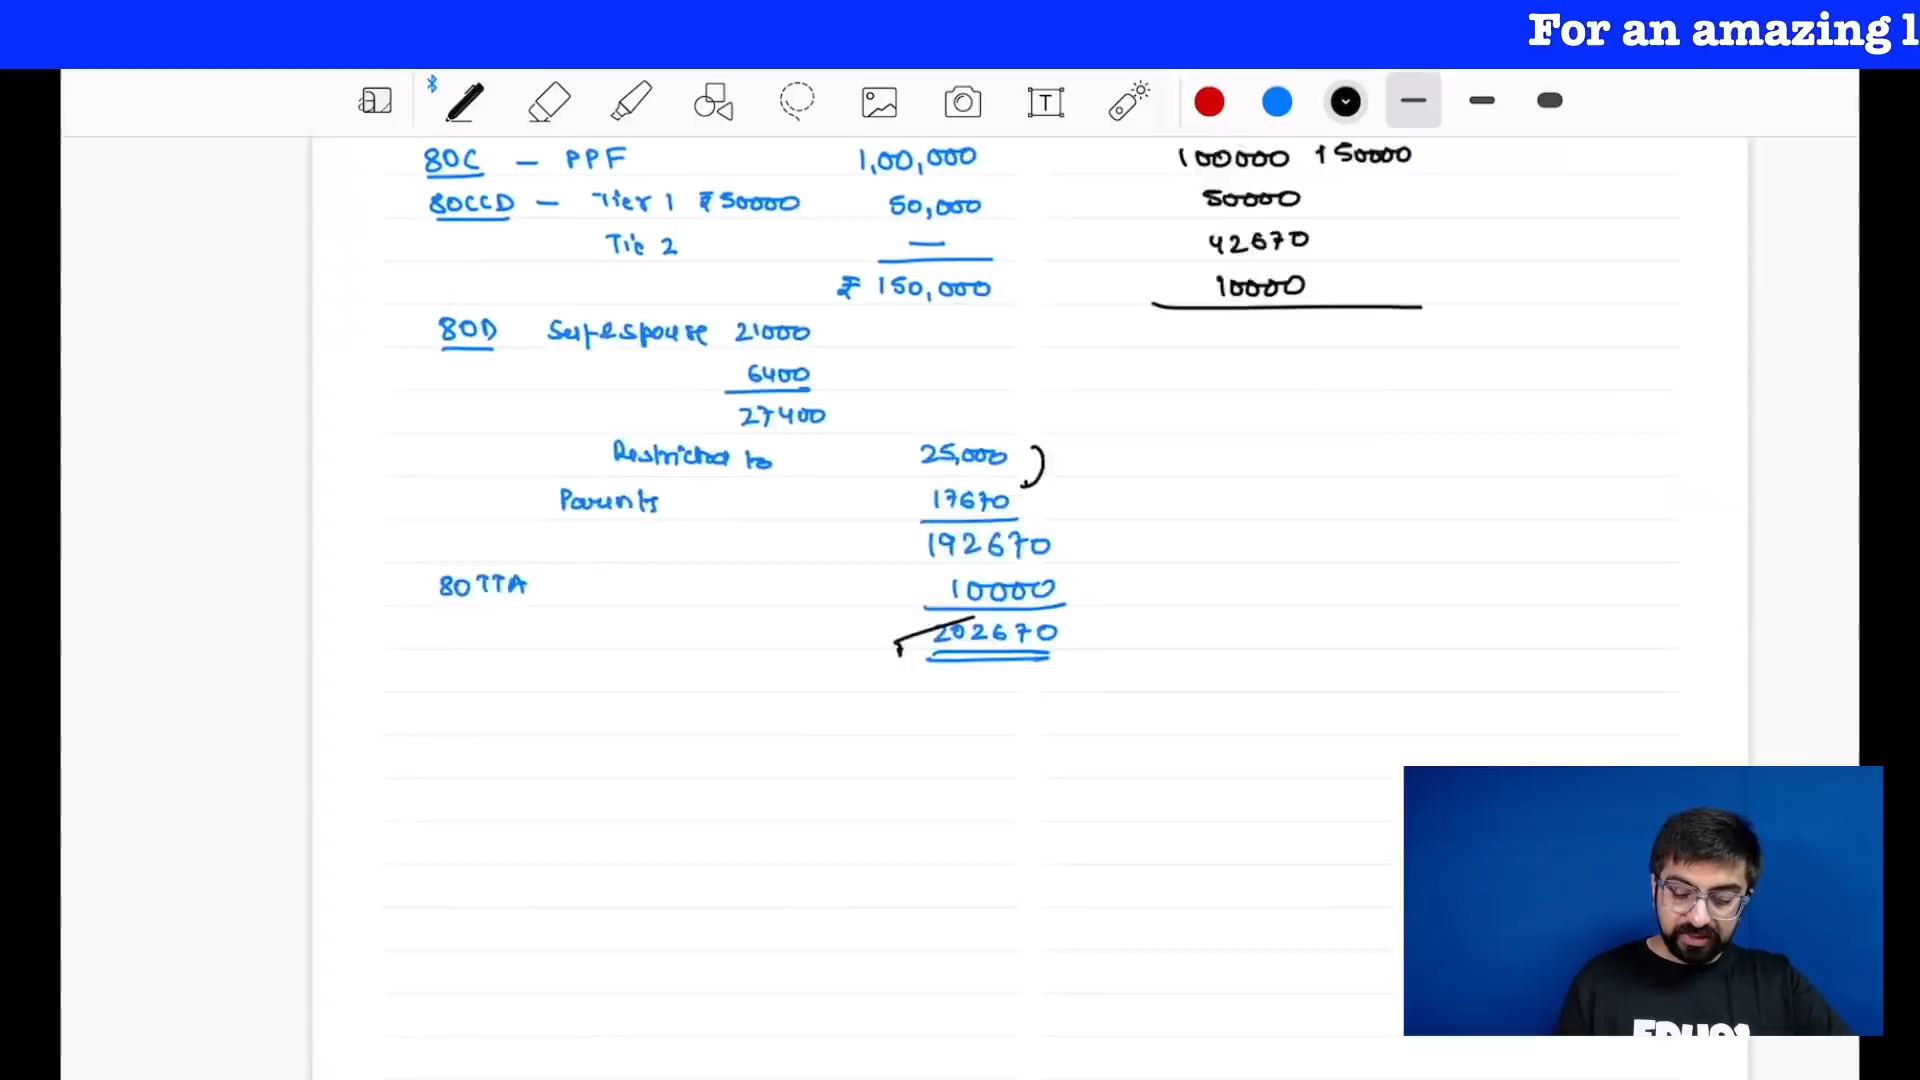 For an amazing l
80C — PPF 1,00,000 100000 150000
80CCD — Tier 1 ₹50000 50,000 50000
Tie 2 — 42670
₹ 150,000 10000
80D Self & spouse 21000
6400
27400
Restricted to 25,000
Parents 17670
192670
80TTA 10000
202670
T